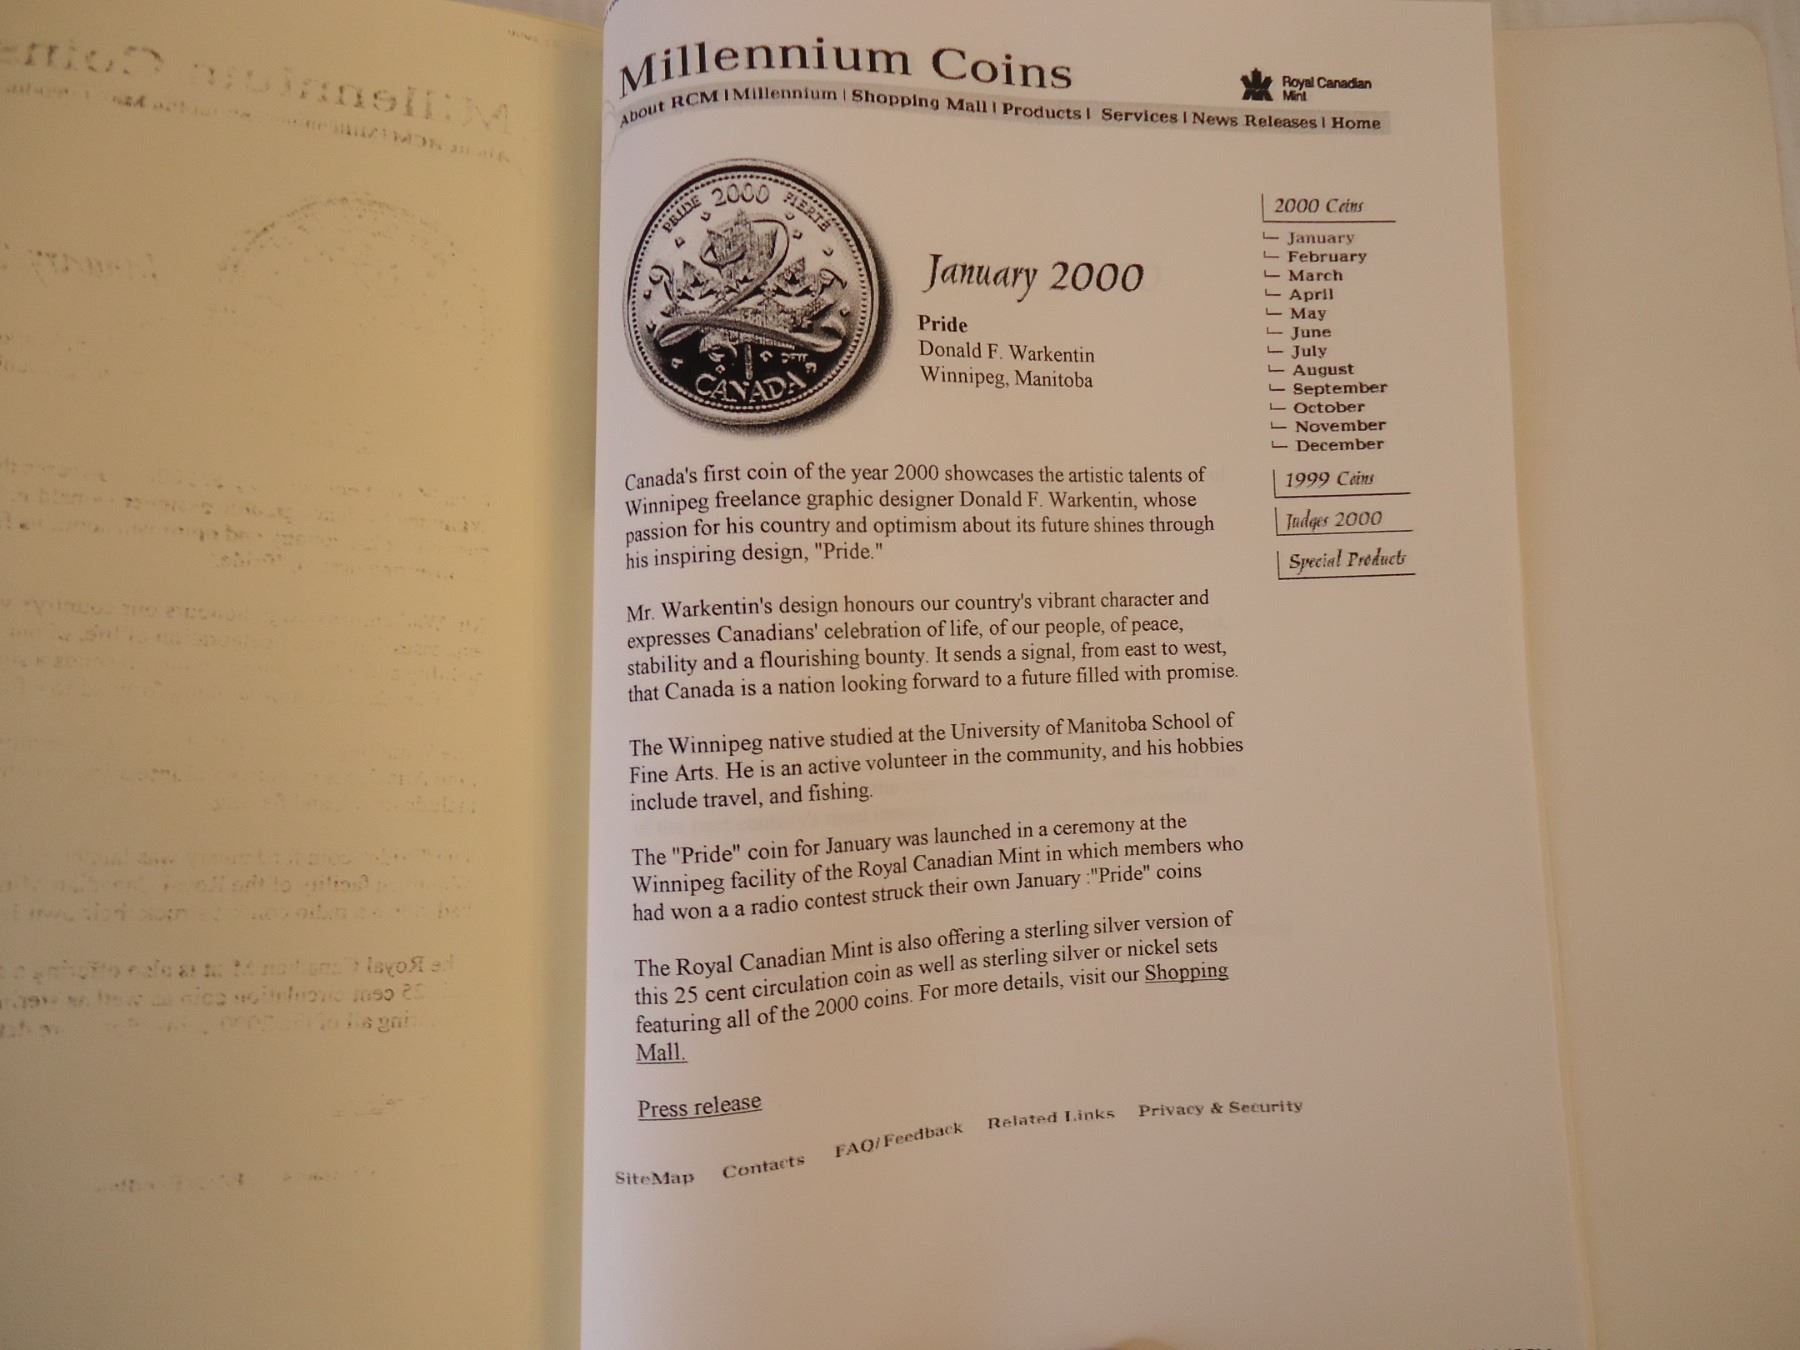 Millennium Coins
Royal Canadian
Mint
About RCM | Millennium | Shopping Mall | Products | Services | News Releases | Home
PRIDE 2000 FIERTÉ
CANADA
January 2000
Pride
Donald F. Warkentin
Winnipeg, Manitoba
2000 Coins
January
February
March
April
May
June
July
August
September
October
November
December
1999 Coins
Judges 2000
Special Products
Canada's first coin of the year 2000 showcases the artistic talents of
Winnipeg freelance graphic designer Donald F. Warkentin, whose
passion for his country and optimism about its future shines through
his inspiring design, "Pride."
Mr. Warkentin's design honours our country's vibrant character and
expresses Canadians' celebration of life, of our people, of peace,
stability and a flourishing bounty. It sends a signal, from east to west,
that Canada is a nation looking forward to a future filled with promise.
The Winnipeg native studied at the University of Manitoba School of
Fine Arts. He is an active volunteer in the community, and his hobbies
include travel, and fishing.
The "Pride" coin for January was launched in a ceremony at the
Winnipeg facility of the Royal Canadian Mint in which members who
had won a a radio contest struck their own January :"Pride" coins
The Royal Canadian Mint is also offering a sterling silver version of
this 25 cent circulation coin as well as sterling silver or nickel sets
featuring all of the 2000 coins. For more details, visit our Shopping
Mall.
Press release
SiteMap Contacts FAQ/Feedback Related Links Privacy & Security